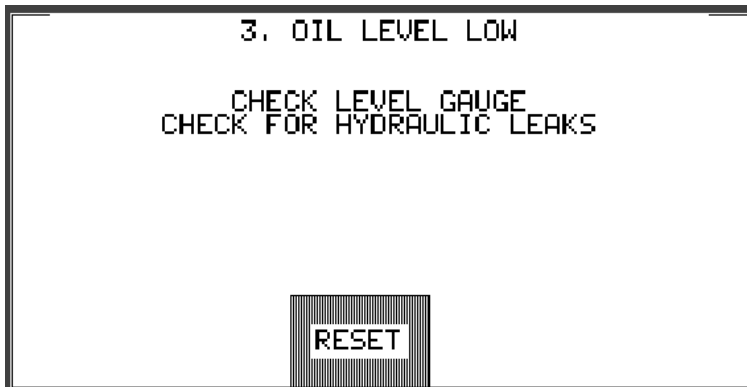 3. OIL LEVEL LOW
CHECK LEVEL GAUGE
CHECK FOR HYDRAULIC LEAKS
RESET